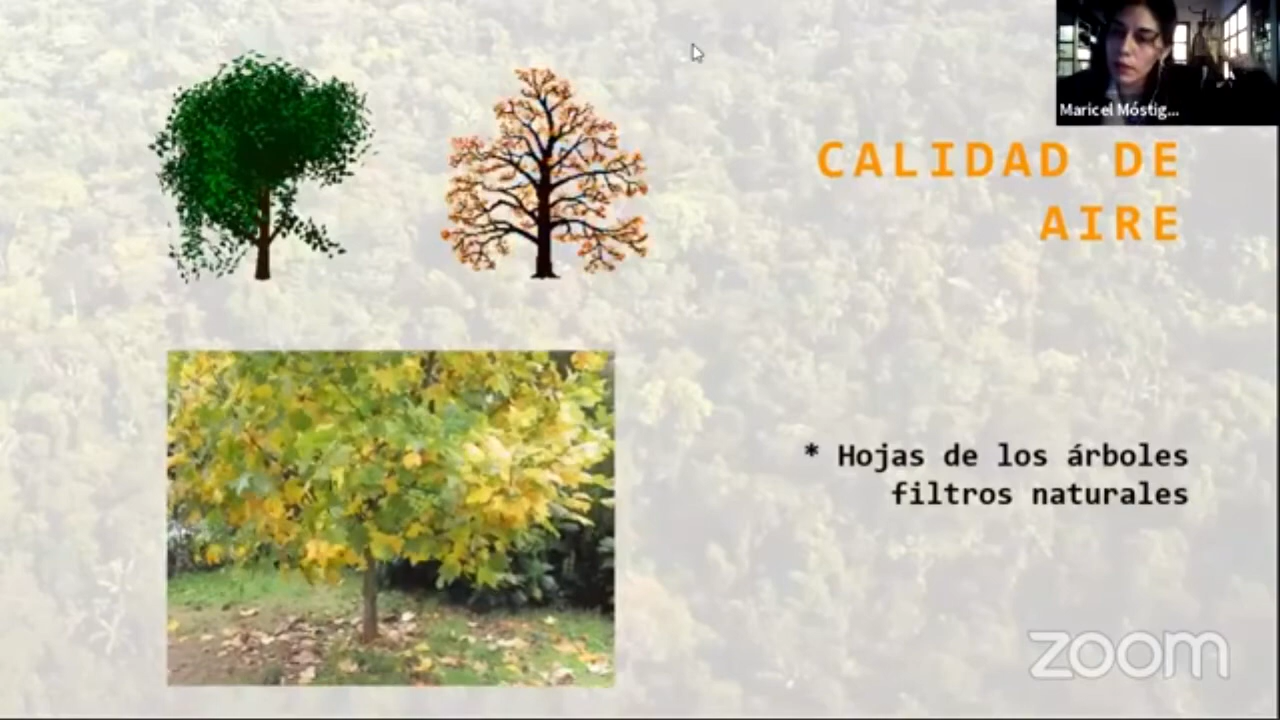 Maricel Móstig...
CALIDAD DE
AIRE
* Hojas de los árboles
filtros naturales
zoom